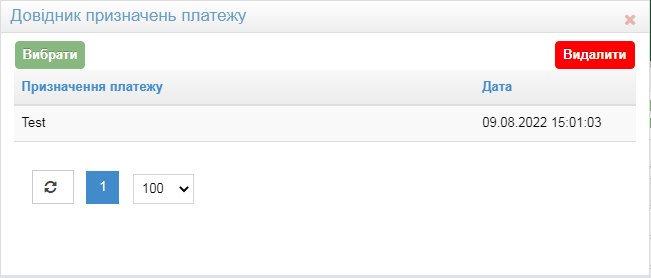 Довідник призначень платежу
Вибрати Видалити
Призначення платежу Дата
Test 09.08.2022 15:01:03
1 100